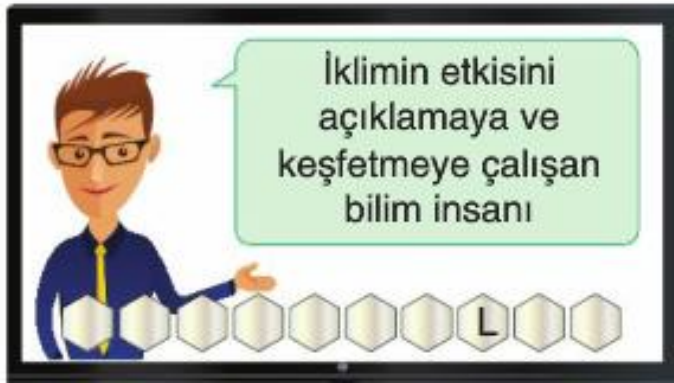 İklimin etkisini
açıklamaya ve
keşfetmeye çalışan
bilim insanı
L